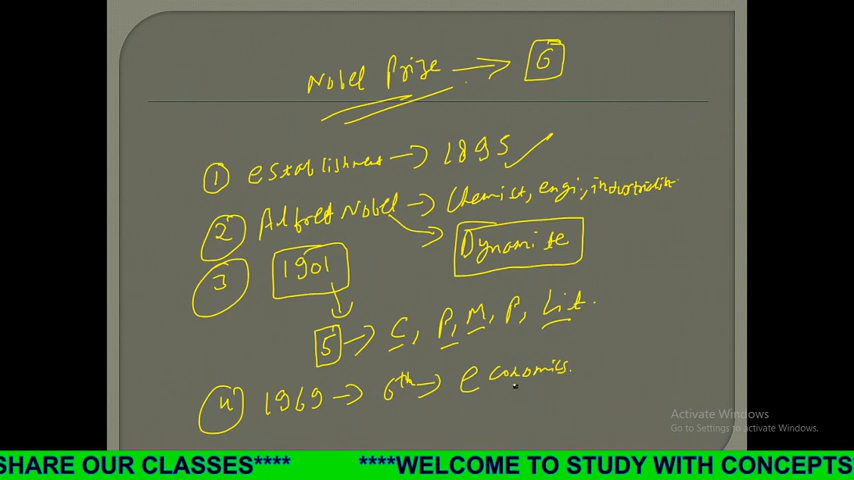 Nobel Prize → 6
① establishment → 1895 ✓
② Alfred Nobel → Chemist, engi., industrialist
Dynamite
③ 1901
5 → C, P, M, P, Lit.
④ 1969 → 6th → economics.
Activate Windows
Go to Settings to activate Windows.
SHARE OUR CLASSES**** ****WELCOME TO STUDY WITH CONCEPTS